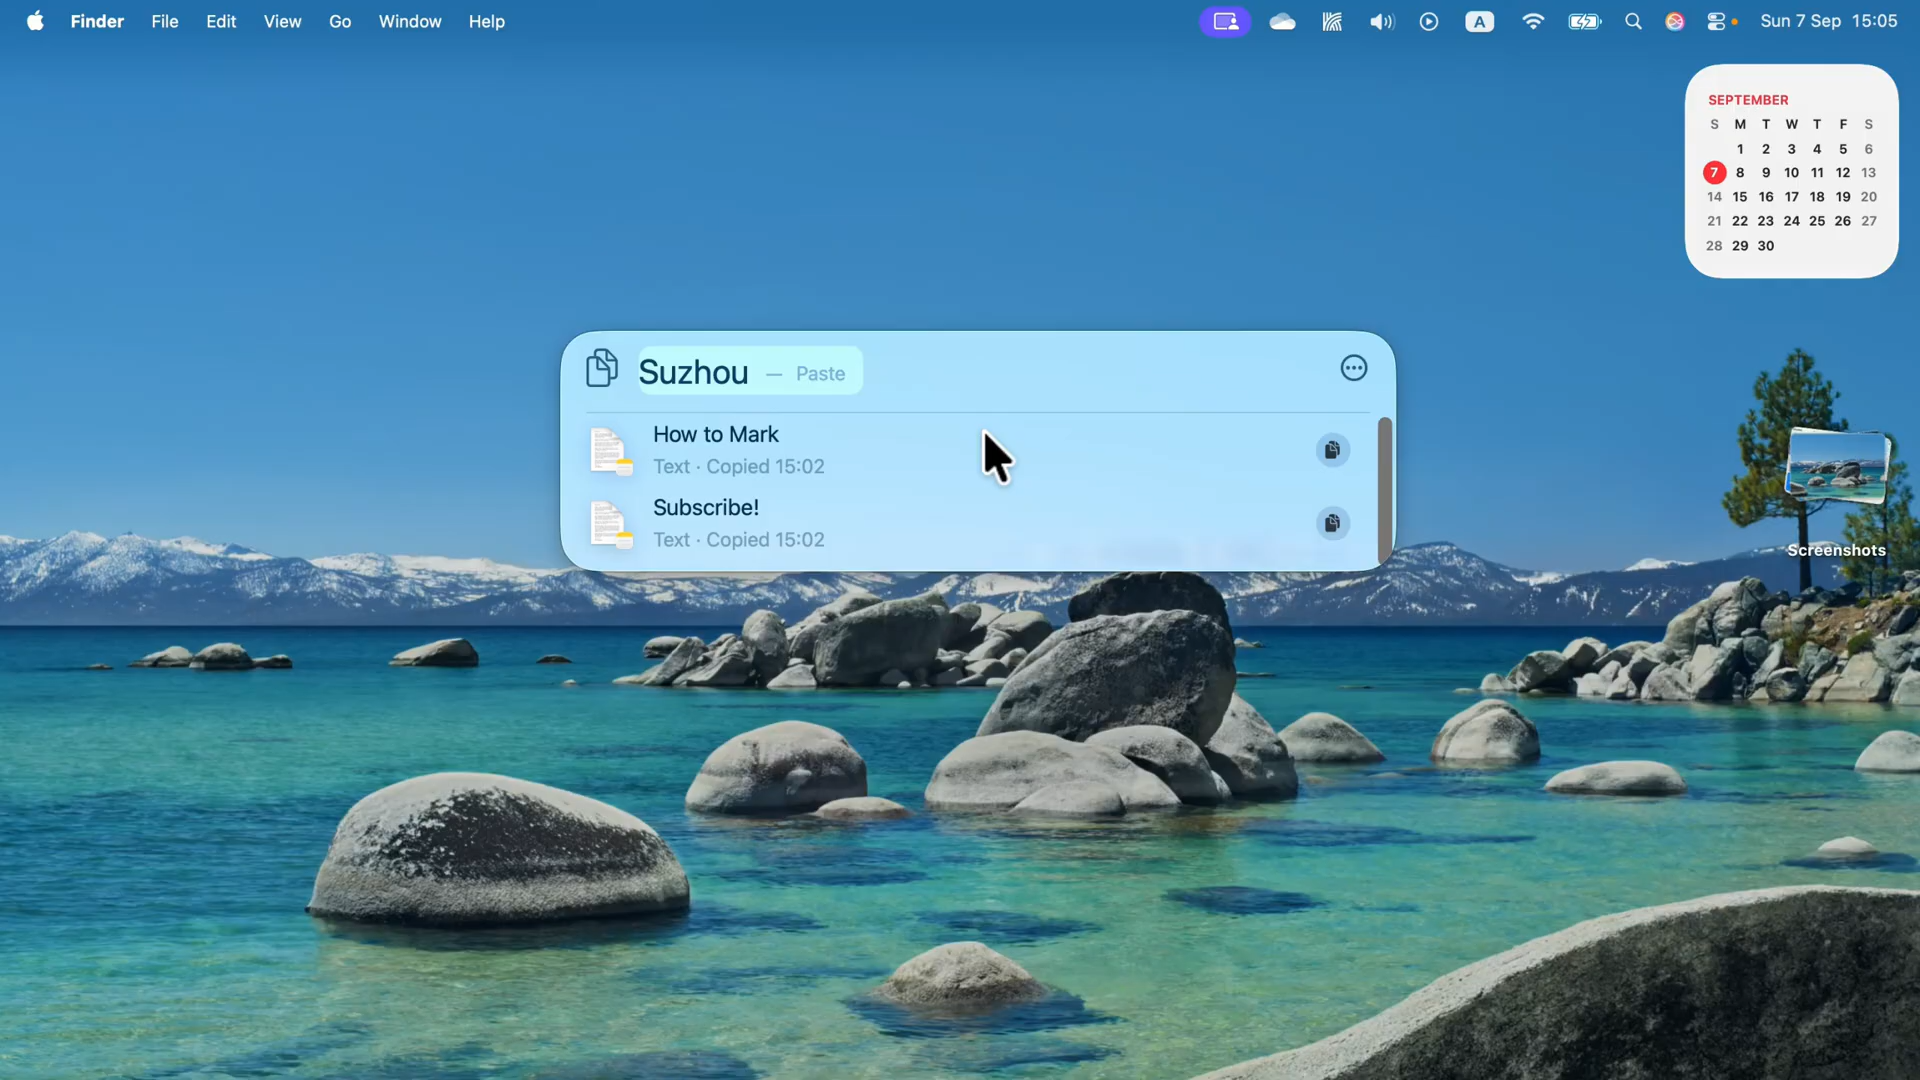 Finder File Edit View Go Window Help A Sun 7 Sep 15:05
SEPTEMBER
S M T W T F S
1 2 3 4 5 6
7 8 9 10 11 12 13
14 15 16 17 18 19 20
21 22 23 24 25 26 27
28 29 30
Suzhou — Paste
How to Mark
Text · Copied 15:02
Subscribe!
Text · Copied 15:02
Screenshots